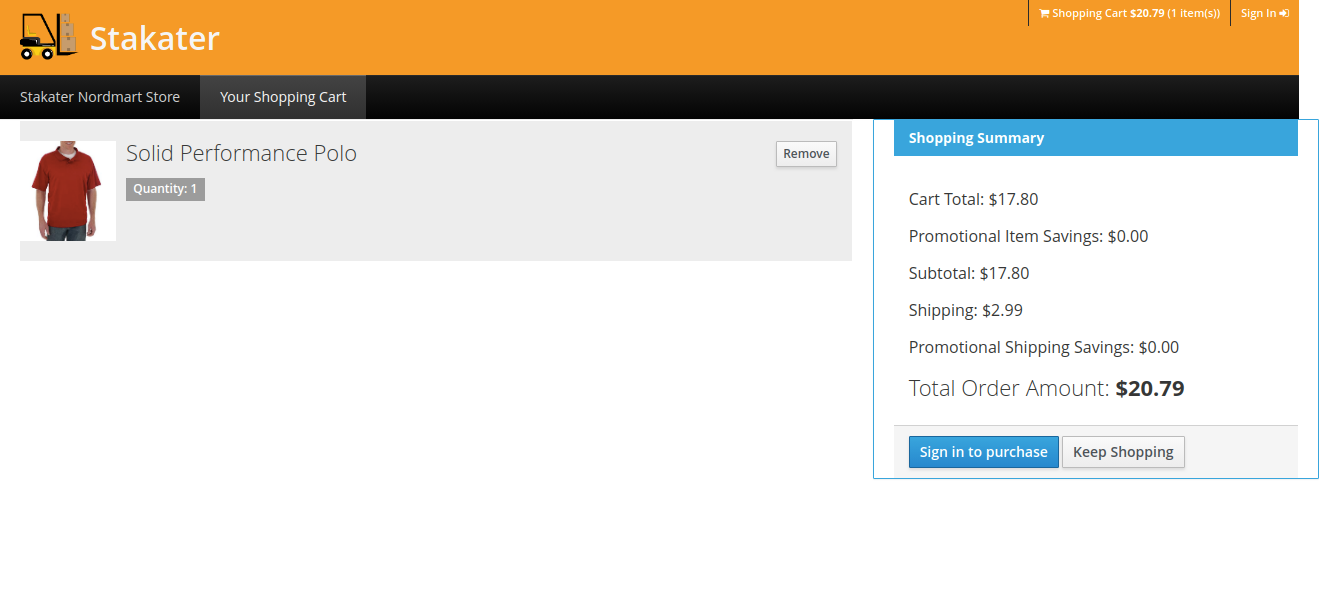 Shopping Cart $20.79 (1 item(s))
Sign In
Stakater
Stakater Nordmart Store
Your Shopping Cart
Solid Performance Polo
Remove
Quantity: 1
Shopping Summary
Cart Total: $17.80
Promotional Item Savings: $0.00
Subtotal: $17.80
Shipping: $2.99
Promotional Shipping Savings: $0.00
Total Order Amount: $20.79
Sign in to purchase
Keep Shopping